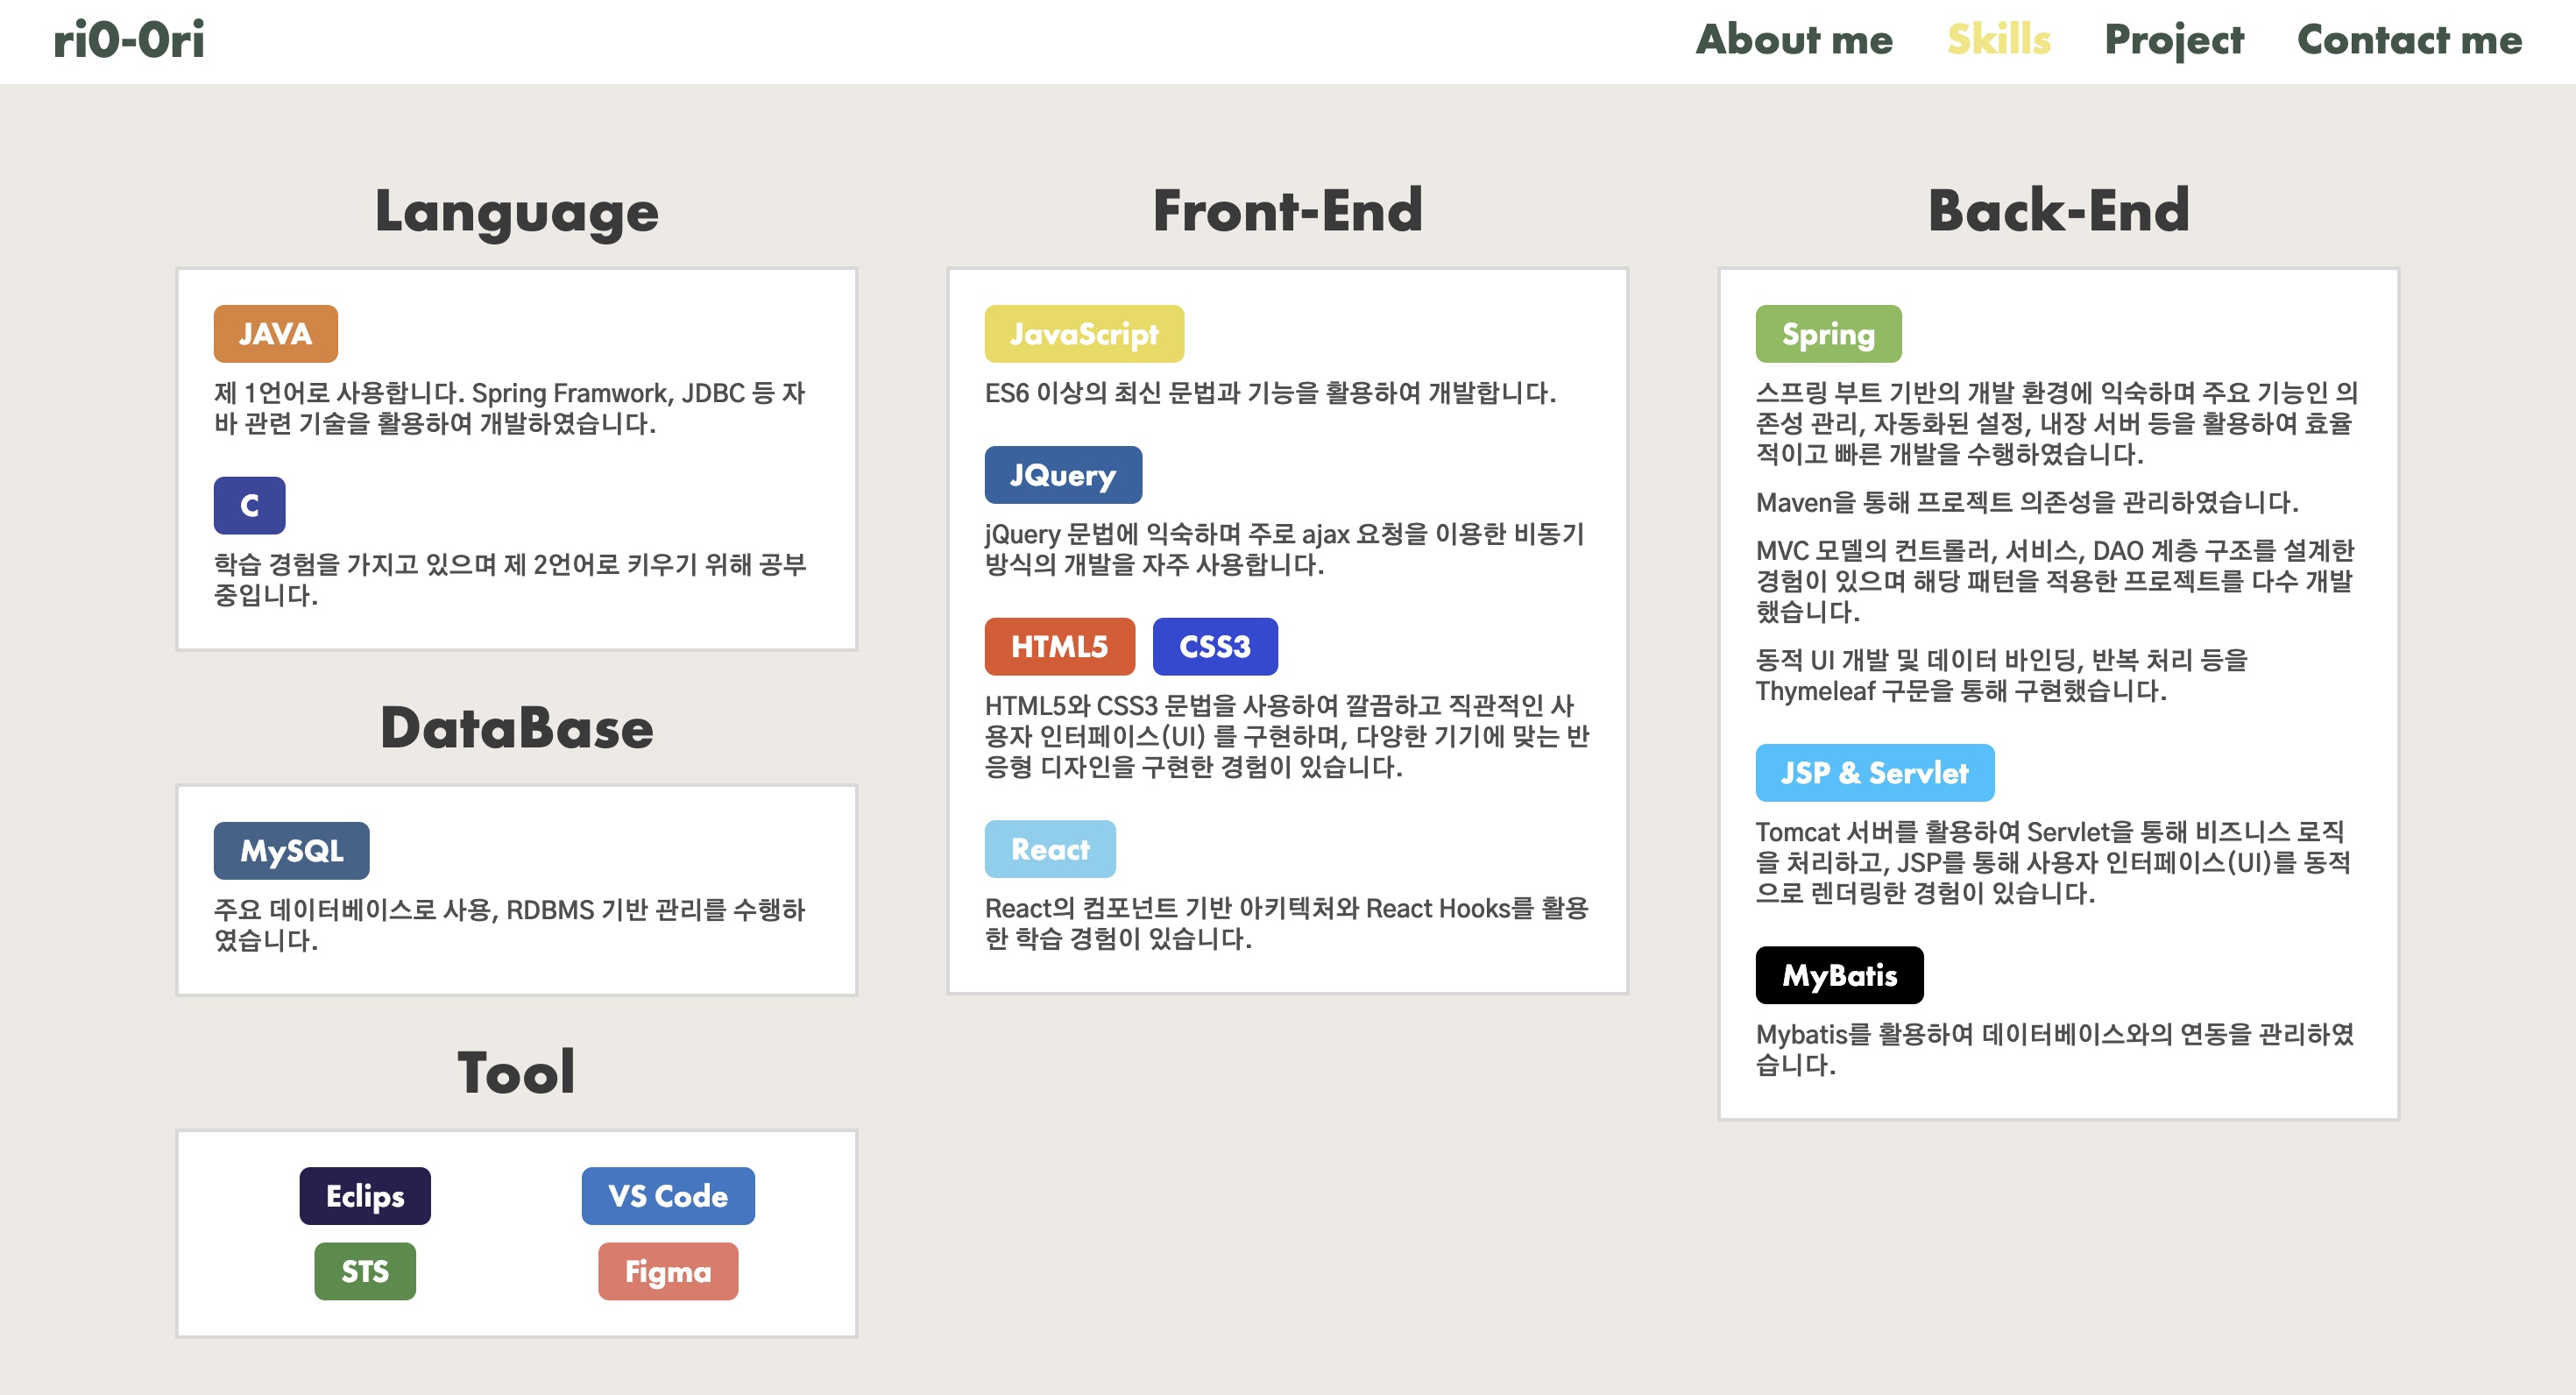 ri0-0ri
About me
Skills
Project
Contact me
Language
JAVA
제 1언어로 사용합니다. Spring Framwork, JDBC 등 자
바 관련 기술을 활용하여 개발하였습니다.
C
학습 경험을 가지고 있으며 제 2언어로 키우기 위해 공부
중입니다.
DataBase
MySQL
주요 데이터베이스로 사용, RDBMS 기반 관리를 수행하
였습니다.
Tool
Eclips
VS Code
STS
Figma
Front-End
JavaScript
ES6 이상의 최신 문법과 기능을 활용하여 개발합니다.
JQuery
jQuery 문법에 익숙하며 주로 ajax 요청을 이용한 비동기
방식의 개발을 자주 사용합니다.
HTML5
CSS3
HTML5와 CSS3 문법을 사용하여 깔끔하고 직관적인 사
용자 인터페이스(UI) 를 구현하며, 다양한 기기에 맞는 반
응형 디자인을 구현한 경험이 있습니다.
React
React의 컴포넌트 기반 아키텍처와 React Hooks를 활용
한 학습 경험이 있습니다.
Back-End
Spring
스프링 부트 기반의 개발 환경에 익숙하며 주요 기능인 의
존성 관리, 자동화된 설정, 내장 서버 등을 활용하여 효율
적이고 빠른 개발을 수행하였습니다.
Maven을 통해 프로젝트 의존성을 관리하였습니다.
MVC 모델의 컨트롤러, 서비스, DAO 계층 구조를 설계한
경험이 있으며 해당 패턴을 적용한 프로젝트를 다수 개발
했습니다.
동적 UI 개발 및 데이터 바인딩, 반복 처리 등을
Thymeleaf 구문을 통해 구현했습니다.
JSP & Servlet
Tomcat 서버를 활용하여 Servlet을 통해 비즈니스 로직
을 처리하고, JSP를 통해 사용자 인터페이스(UI)를 동적
으로 렌더링한 경험이 있습니다.
MyBatis
Mybatis를 활용하여 데이터베이스와의 연동을 관리하였
습니다.